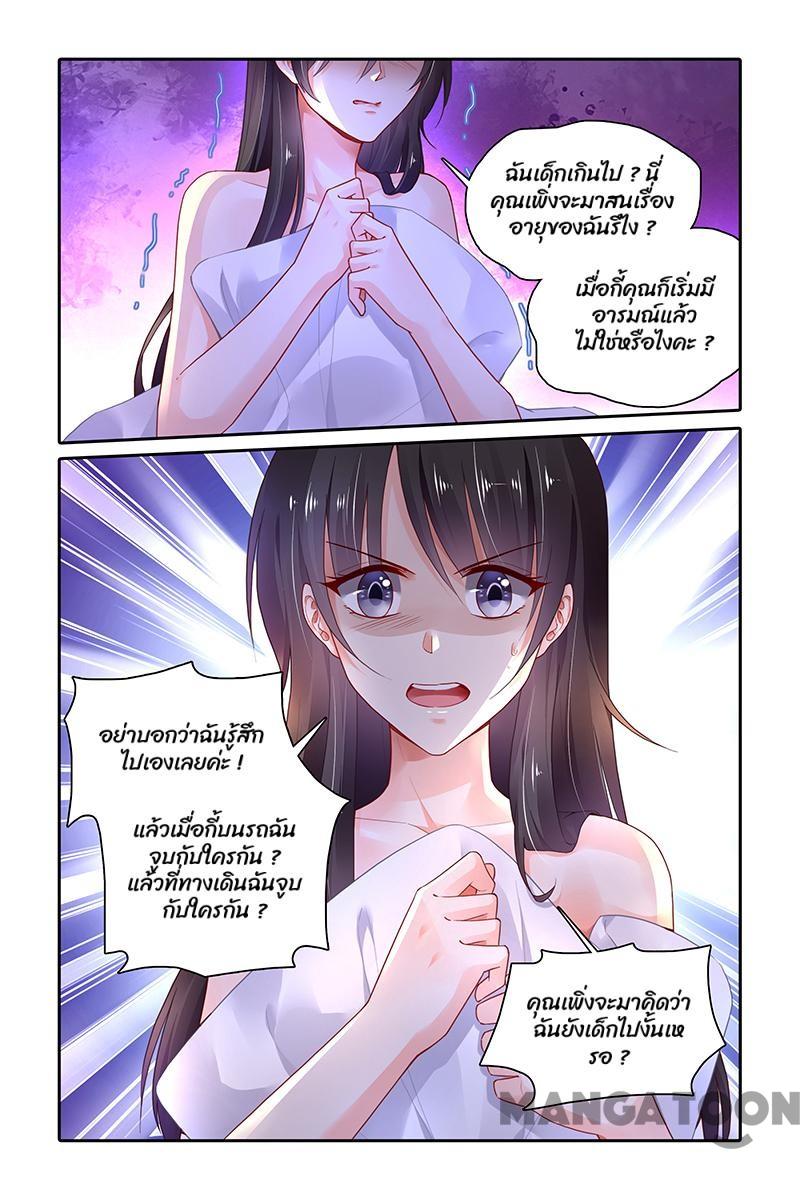 ฉันเด็กเกินไป ? นี่
คุณเพิ่งจะมาสนเรื่อง
อายุของฉันรึไง ?
เมื่อกี้คุณก็เริ่มมี
อารมณ์แล้ว
ไม่ใช่หรือไงคะ ?
อย่าบอกว่าฉันรู้สึก
ไปเองเลยค่ะ !
แล้วเมื่อกี้บนรถฉัน
จูบกับใครกัน ?
แล้วที่ทางเดินฉันจูบ
กับใครกัน ?
คุณเพิ่งจะมาคิดว่า
ฉันยังเด็กไปงั้นเห
รอ ?
MANGATOON